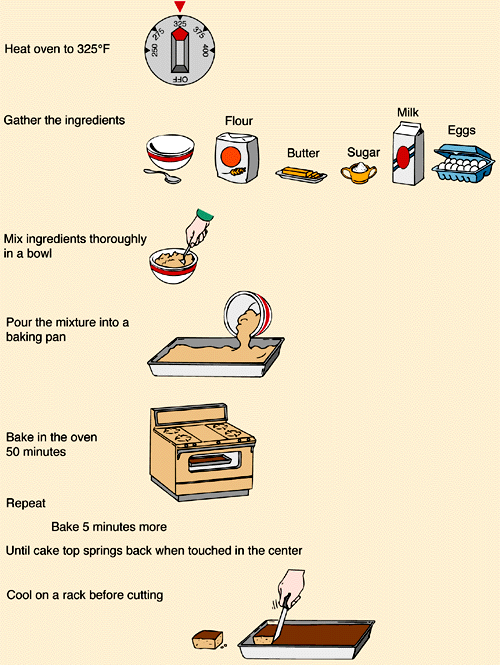 Heat oven to 325°F
250
275
325
375
400
OFF
Gather the ingredients
Flour
Butter
Sugar
Milk
Eggs
Mix ingredients thoroughly
in a bowl
Pour the mixture into a
baking pan
Bake in the oven
50 minutes
Repeat
Bake 5 minutes more
Until cake top springs back when touched in the center
Cool on a rack before cutting